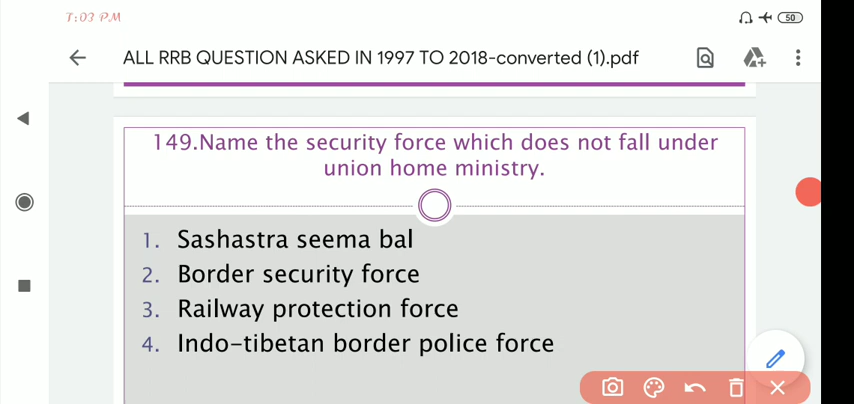 7:03 PM
50
ALL RRB QUESTION ASKED IN 1997 TO 2018-converted (1).pdf
149.Name the security force which does not fall under
union home ministry.
1. Sashastra seema bal
2. Border security force
3. Railway protection force
4. Indo-tibetan border police force